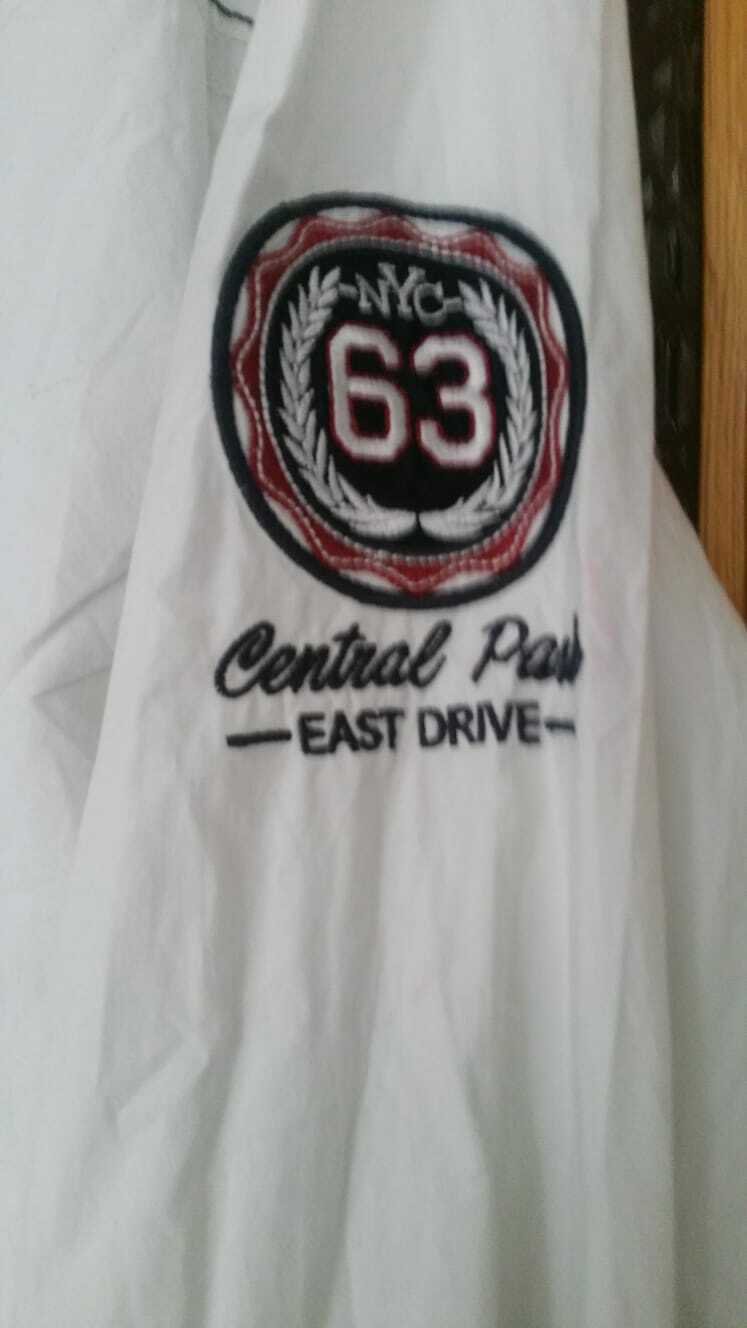 NYC
63
Central Park
EAST DRIVE